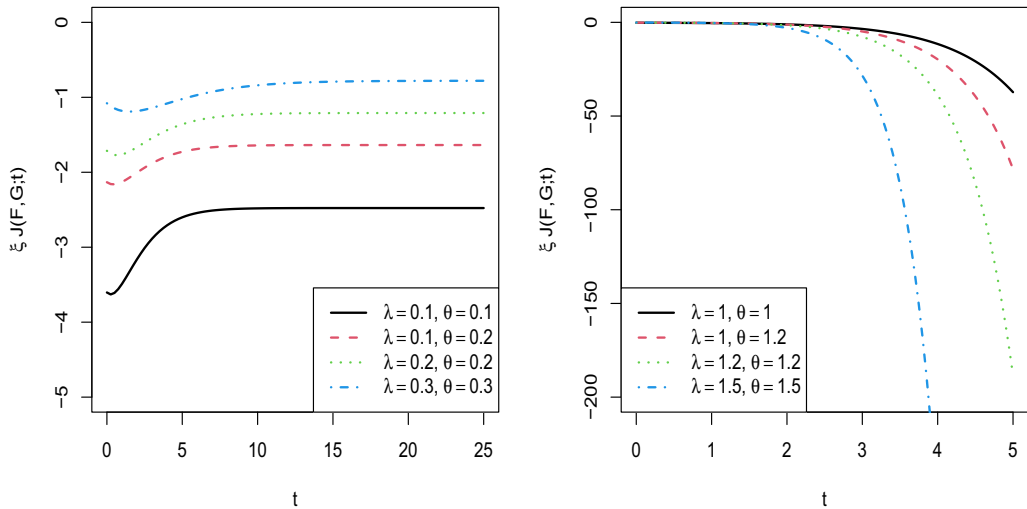 0
−1
−2
−3
−4
−5
ξ J(F,G;t)
λ = 0.1, θ = 0.1
λ = 0.1, θ = 0.2
λ = 0.2, θ = 0.2
λ = 0.3, θ = 0.3
0 5 10 15 20 25
t
0
−50
−100
−150
−200
ξ J(F,G;t)
λ = 1, θ = 1
λ = 1, θ = 1.2
λ = 1.2, θ = 1.2
λ = 1.5, θ = 1.5
0 1 2 3 4 5
t